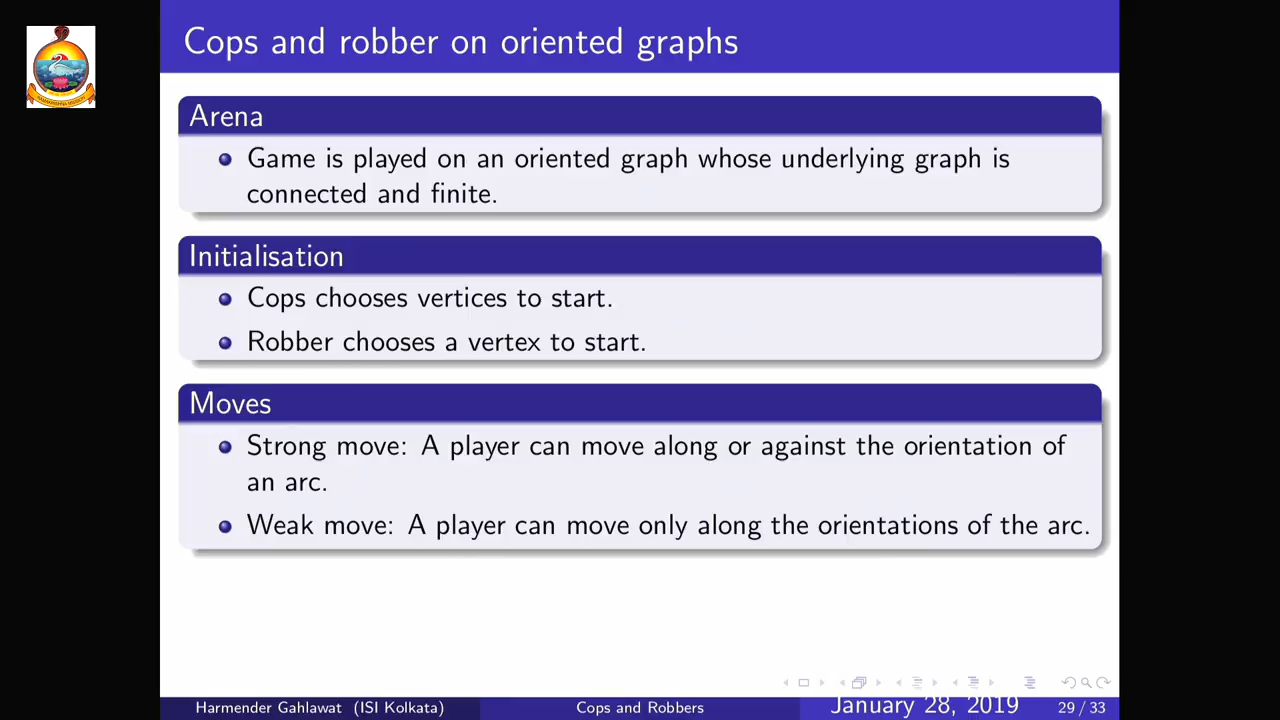 Cops and robber on oriented graphs
Arena
Game is played on an oriented graph whose underlying graph is
connected and finite.
Initialisation
Cops chooses vertices to start.
Robber chooses a vertex to start.
Moves
Strong move: A player can move along or against the orientation of
an arc.
Weak move: A player can move only along the orientations of the arc.
Harmender Gahlawat (ISI Kolkata) Cops and Robbers January 28, 2019 29 / 33